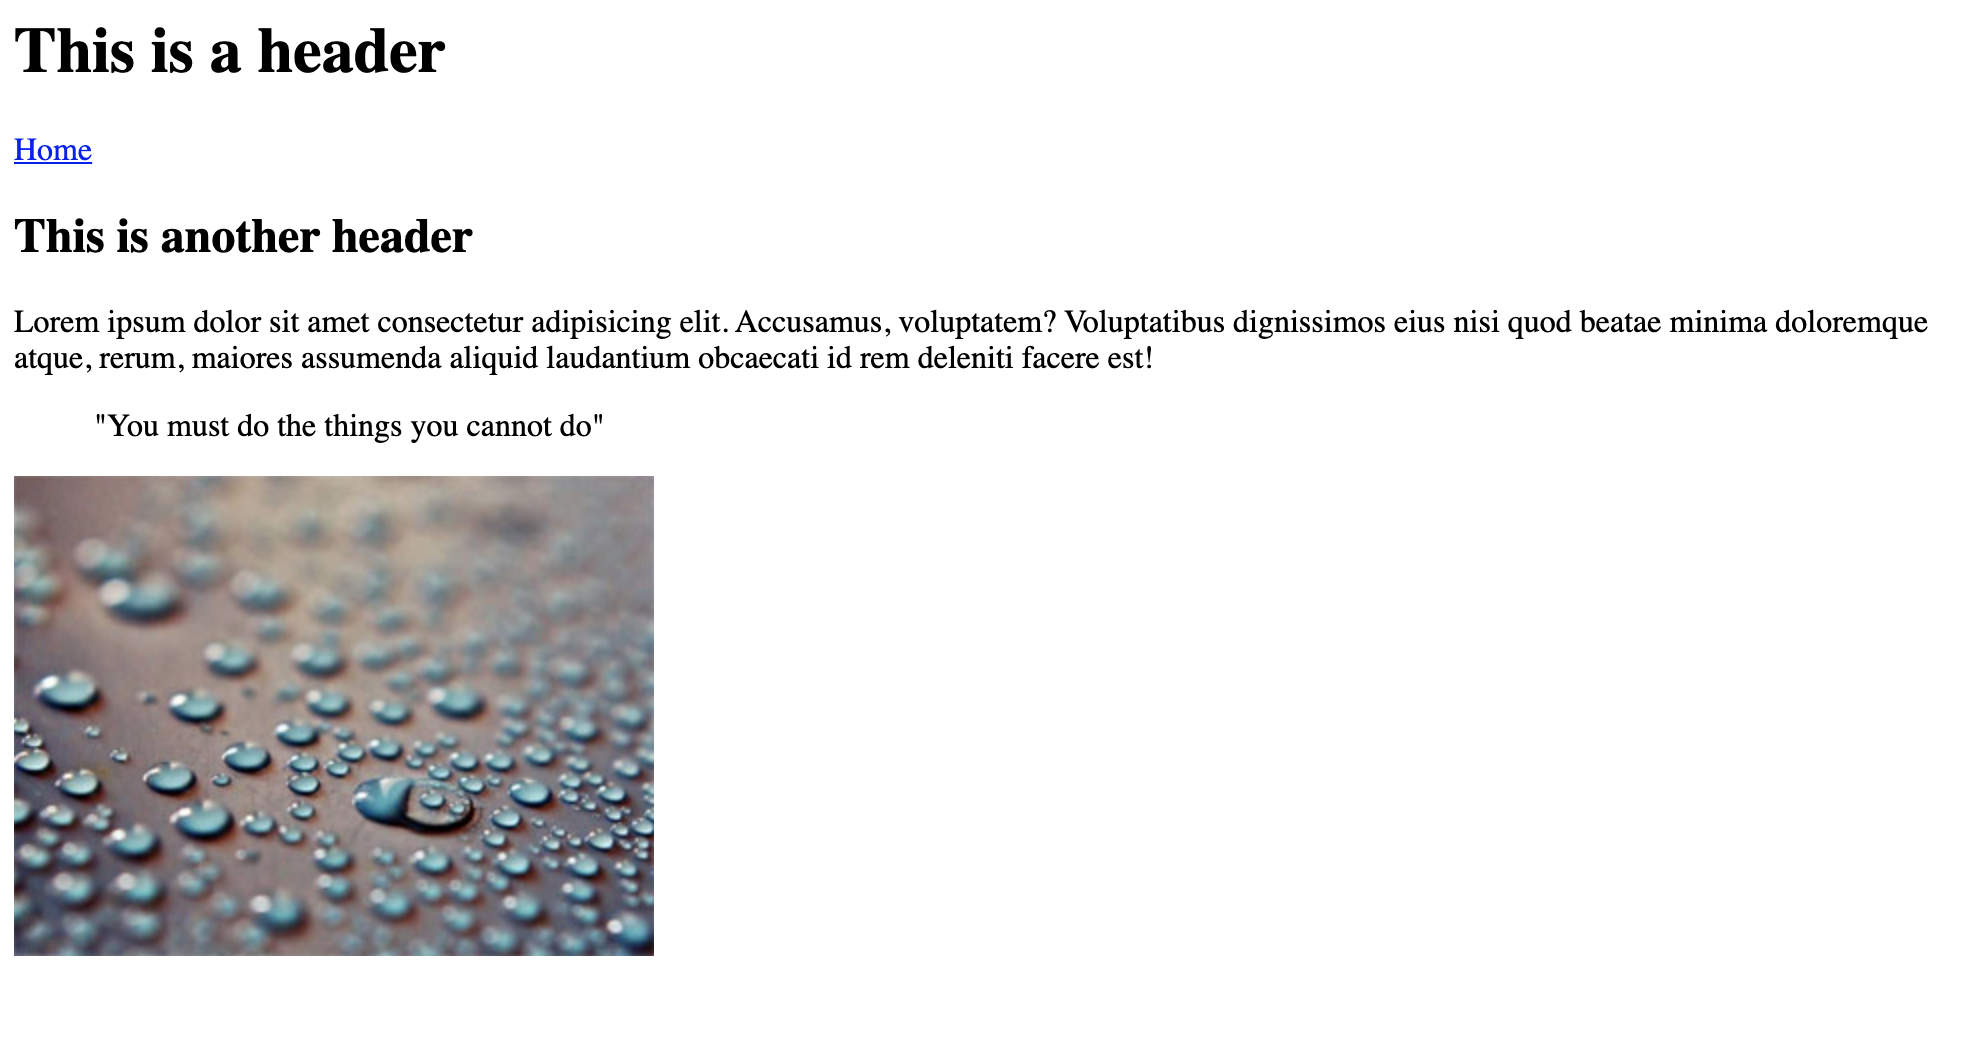 This is a header
Home
This is another header
Lorem ipsum dolor sit amet consectetur adipisicing elit. Accusamus, voluptatem? Voluptatibus dignissimos eius nisi quod beatae minima doloremque
atque, rerum, maiores assumenda aliquid laudantium obcaecati id rem deleniti facere est!
"You must do the things you cannot do"